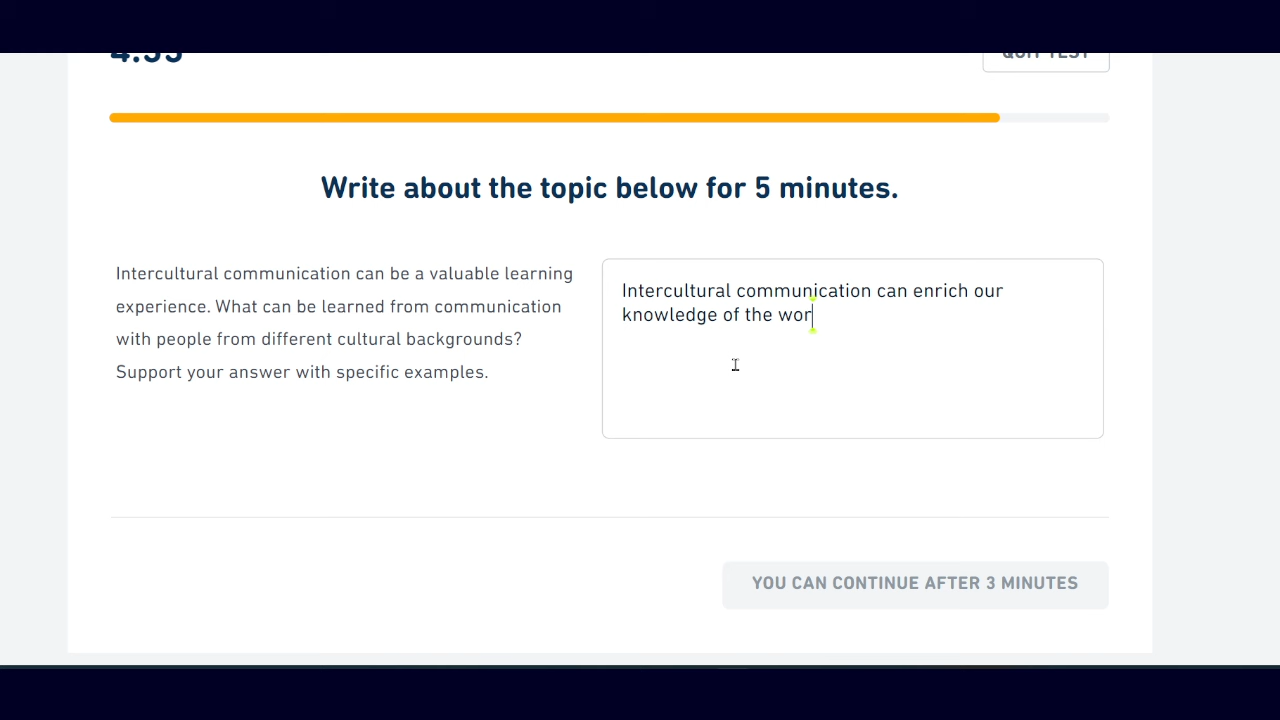 QUIT TEST
Write about the topic below for 5 minutes.
Intercultural communication can be a valuable learning
experience. What can be learned from communication
with people from different cultural backgrounds?
Support your answer with specific examples.
Intercultural communication can enrich our
knowledge of the wor
YOU CAN CONTINUE AFTER 3 MINUTES